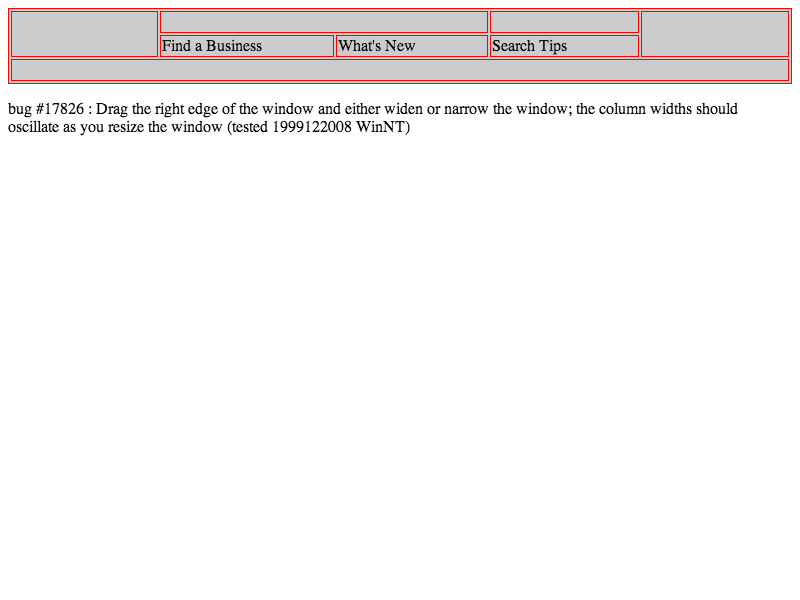 Find a Business What's New Search Tips
bug #17826 : Drag the right edge of the window and either widen or narrow the window; the column widths should
oscillate as you resize the window (tested 1999122008 WinNT)